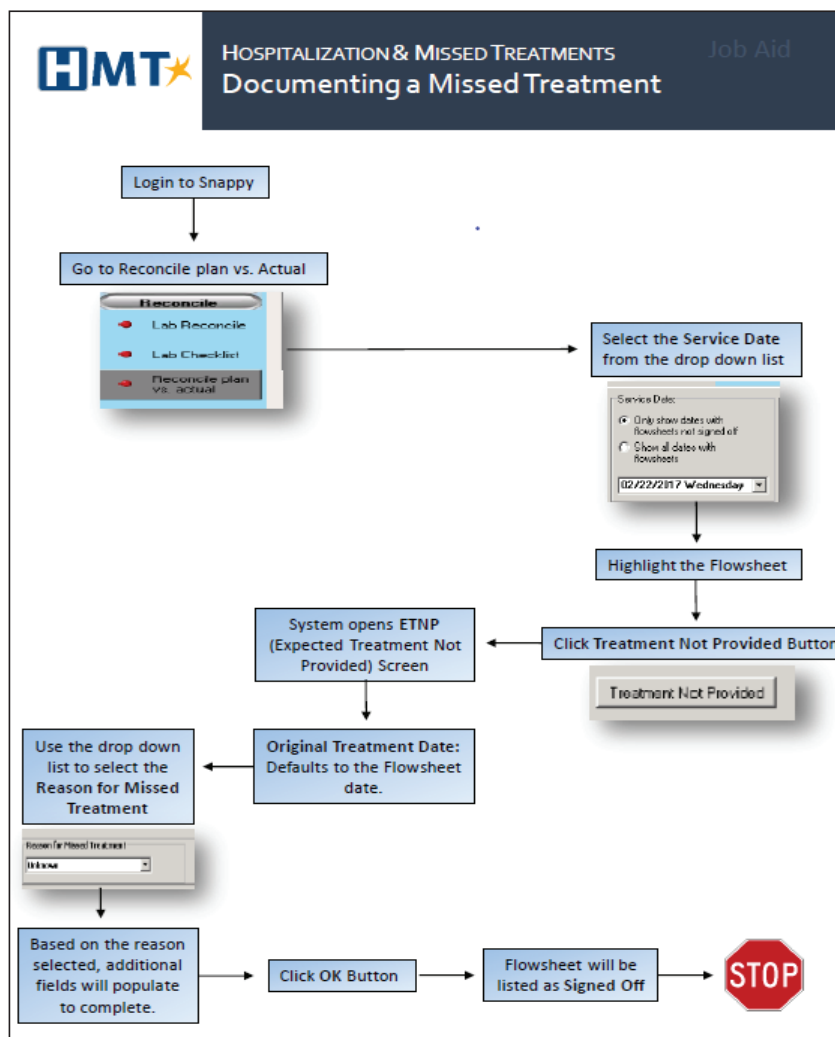 HMT
HOSPITALIZATION & MISSED TREATMENTS
Job Aid
Documenting a Missed Treatment
Login to Snappy
Go to Reconcile plan vs. Actual
Reconcile
Lab Reconcile
Lab Checklist
Reconcile plan
vs. actual
Select the Service Date
from the drop down list
Service Date:
Only show dates with
flowsheets not signed off
Show all dates with
flowsheets
02/22/2017 Wednesday
Highlight the Flowsheet
Click Treatment Not Provided Button
Treatment Not Provided
System opens ETNP
(Expected Treatment Not
Provided) Screen
Original Treatment Date:
Defaults to the Flowsheet
date.
Use the drop down
list to select the
Reason for Missed
Treatment
Reason for Missed Treatment
Unknown
Based on the reason
selected, additional
fields will populate
to complete.
Click OK Button
Flowsheet will be
listed as Signed Off
STOP